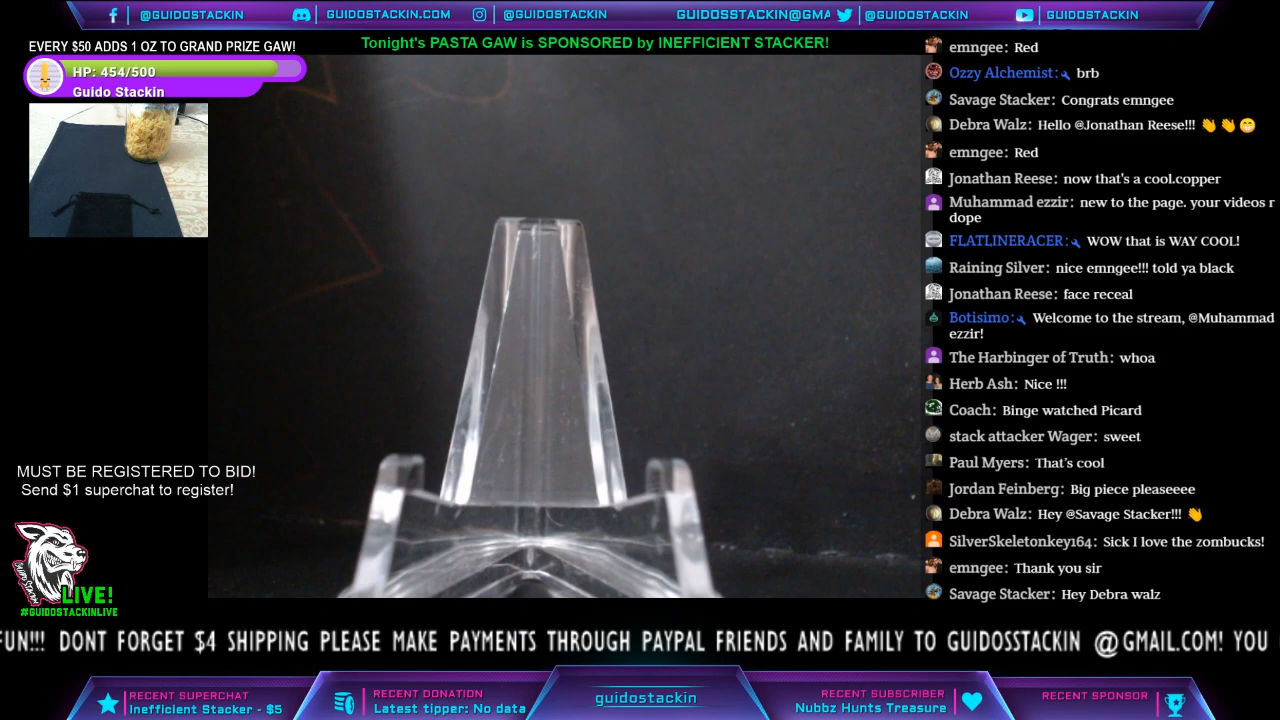 @GUIDOSTACKIN
GUIDOSTACKIN.COM
@GUIDOSTACKIN
GUIDOSSTACKIN@GMA
@GUIDOSTACKIN
GUIDOSTACKIN
EVERY $50 ADDS 1 OZ TO GRAND PRIZE GAW!
Tonight's PASTA GAW is SPONSORED by INEFFICIENT STACKER!
HP: 454/500
Guido Stackin
emngee: Red
Ozzy Alchemist: brb
Savage Stacker: Congrats emngee
Debra Walz: Hello @Jonathan Reese!!! 👋👋😁
emngee: Red
Jonathan Reese: now that's a cool.copper
Muhammad ezzir: new to the page. your videos r
dope
FLATLINERACER: WOW that is WAY COOL!
Raining Silver: nice emngee!!! told ya black
Jonathan Reese: face receal
Botisimo: Welcome to the stream, @Muhammad
ezzir!
The Harbinger of Truth: whoa
Herb Ash: Nice !!!
Coach: Binge watched Picard
stack attacker Wager: sweet
Paul Myers: That's cool
Jordan Feinberg: Big piece pleaseeee
Debra Walz: Hey @Savage Stacker!!! 👋
SilverSkeletonkey164: Sick I love the zombucks!
emngee: Thank you sir
Savage Stacker: Hey Debra walz
MUST BE REGISTERED TO BID!
Send $1 superchat to register!
LIVE!
#GUIDOSTACKINLIVE
FUN!!! DONT FORGET $4 SHIPPING PLEASE MAKE PAYMENTS THROUGH PAYPAL FRIENDS AND FAMILY TO GUIDOSSTACKIN @GMAIL.COM! YOU
RECENT SUPERCHAT
Inefficient Stacker - $5
RECENT DONATION
Latest tipper: No data
guidostackin
RECENT SUBSCRIBER
Nubbz Hunts Treasure
RECENT SPONSOR